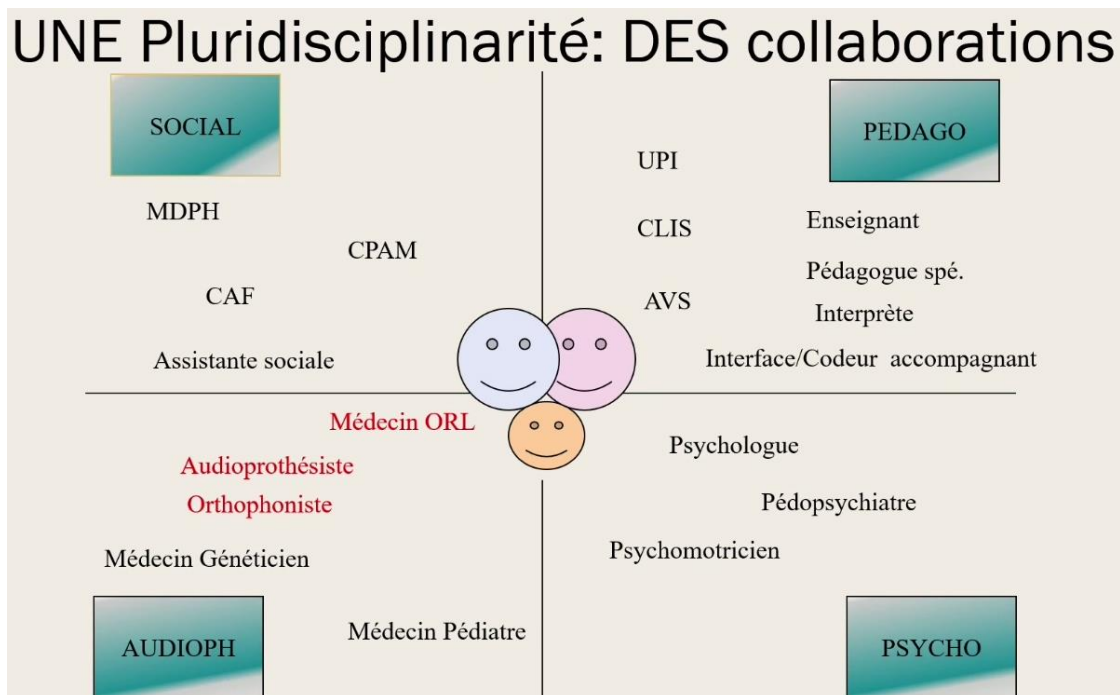 UNE Pluridisciplinarité: DES collaborations
SOCIAL
MDPH
CPAM
CAF
Assistante sociale
PEDAGO
UPI
CLIS
Enseignant
Pédagogue spé.
AVS
Interprète
Interface/Codeur accompagnant
Médecin ORL
Audioprothésiste
Orthophoniste
Médecin Généticien
Médecin Pédiatre
AUDIOPH
Psychologue
Pédopsychiatre
Psychomotricien
PSYCHO